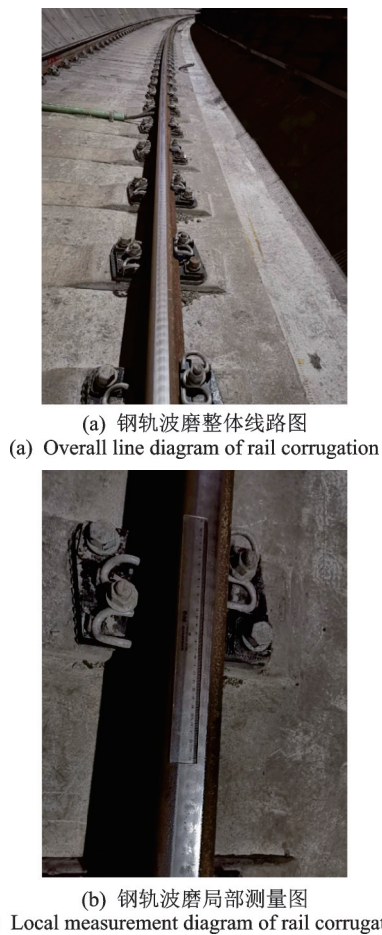 (a) 钢轨波磨整体线路图
(a) Overall line diagram of rail corrugation
(b) 钢轨波磨局部测量图
Local measurement diagram of rail corrugat